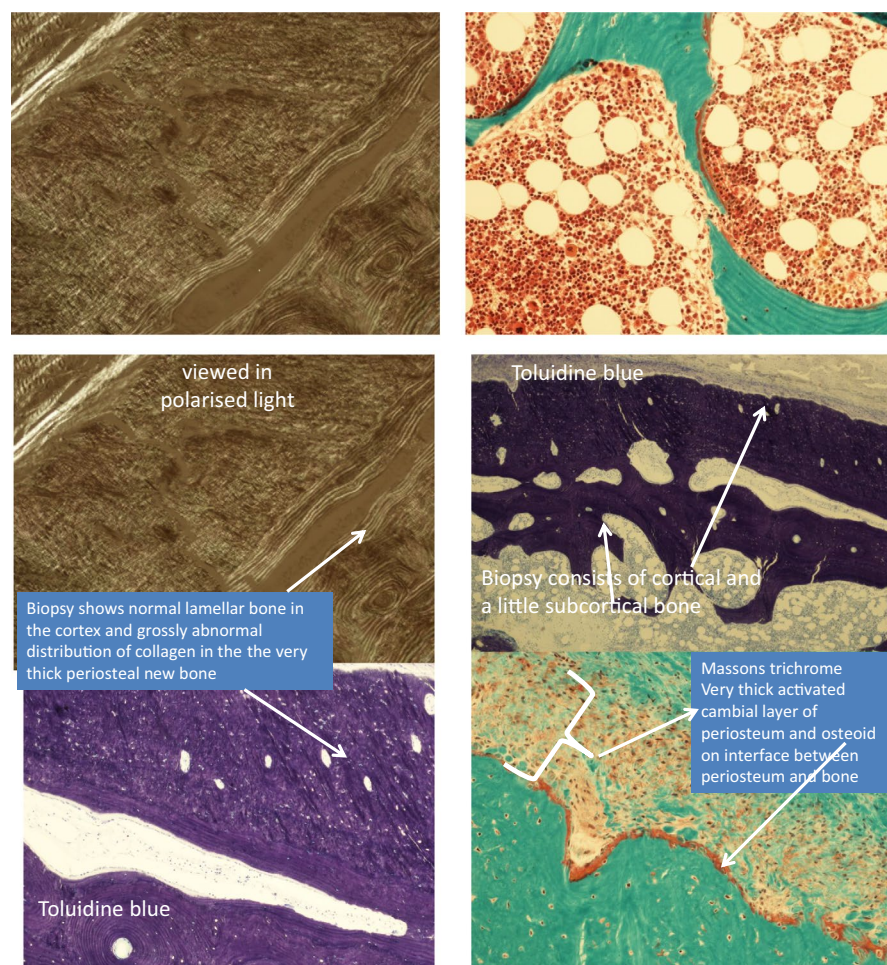 viewed in
polarised light
Toluidine blue
Biopsy consists of cortical and
a little subcortical bone
Biopsy shows normal lamellar bone in
the cortex and grossly abnormal
distribution of collagen in the the very
thick periosteal new bone
Massons trichrome
Very thick activated
cambial layer of
periosteum and osteoid
on interface between
periosteum and bone
Toluidine blue